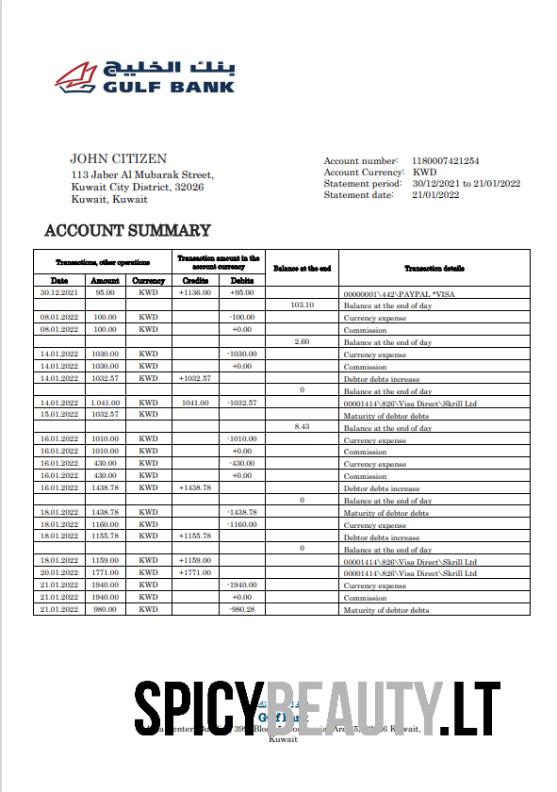 بنك الخليج
GULF BANK
JOHN CITIZEN
113 Jaber Al Mubarak Street,
Kuwait City District, 32026
Kuwait, Kuwait
Account number: 1180007421254
Account Currency: KWD
Statement period: 30/12/2021 to 21/01/2022
Statement date: 21/01/2022
ACCOUNT SUMMARY
Transactions, other operations Transaction amount in the account currency Balance at the end Transaction details
Date Amount Currency Credits Debits
30.12.2021 95.00 KWD +1136.00 +95.00 00000001\442\PAYPAL *VISA
103.10 Balance at the end of day
08.01.2022 100.00 KWD -100.00 Currency expense
08.01.2022 100.00 KWD +0.00 Commission
2.60 Balance at the end of day
14.01.2022 1030.00 KWD -1030.00 Currency expense
14.01.2022 1030.00 KWD +0.00 Commission
14.01.2022 1032.57 KWD +1032.57 Debtor debts increase
0 Balance at the end of day
14.01.2022 1.041.00 KWD 1041.00 -1032.57 00001414\826\Visa Direct\Skrill Ltd
15.01.2022 1032.57 KWD Maturity of debtor debts
8.43 Balance at the end of day
16.01.2022 1010.00 KWD -1010.00 Currency expense
16.01.2022 1010.00 KWD +0.00 Commission
16.01.2022 430.00 KWD -430.00 Currency expense
16.01.2022 430.00 KWD +0.00 Commission
16.01.2022 1438.78 KWD +1438.78 Debtor debts increase
0 Balance at the end of day
18.01.2022 1438.78 KWD -1438.78 Maturity of debtor debts
18.01.2022 1160.00 KWD -1160.00 Currency expense
18.01.2022 1155.78 KWD +1155.78 Debtor debts increase
0 Balance at the end of day
18.01.2022 1159.00 KWD +1159.00 00001414\826\Visa Direct\Skrill Ltd
20.01.2022 1771.00 KWD +1771.00 00001414\826\Visa Direct\Skrill Ltd
21.01.2022 1940.00 KWD -1940.00 Currency expense
21.01.2022 1940.00 KWD +0.00 Commission
21.01.2022 980.00 KWD -980.28 Maturity of debtor debts
SPICYBEAUTY.LT
Gulf Bank
Kuwait,
Kuwait